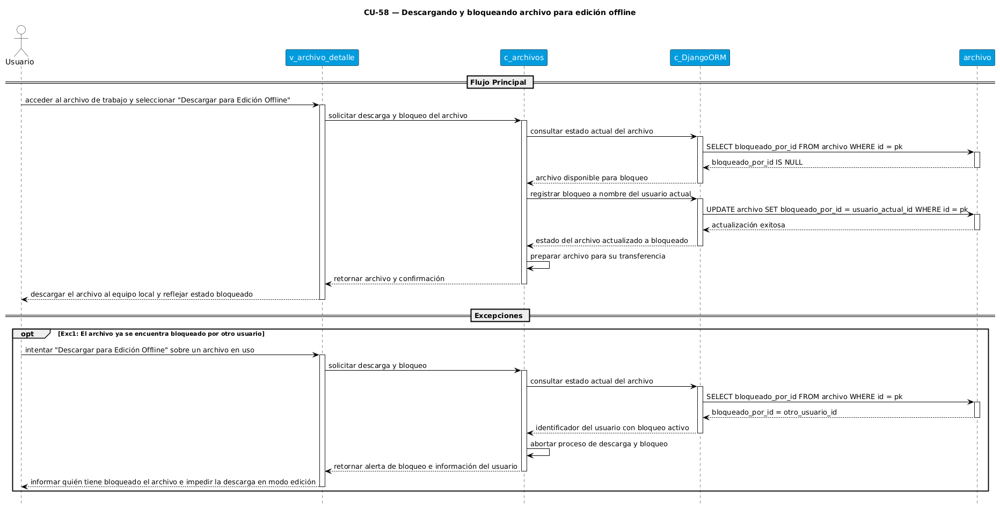 CU-58 — Descargando y bloqueando archivo para edición offline
Usuario
v_archivo_detalle
c_archivos
c_DjangoORM
archivo
Flujo Principal
acceder al archivo de trabajo y seleccionar "Descargar para Edición Offline"
solicitar descarga y bloqueo del archivo
consultar estado actual del archivo
SELECT bloqueado_por_id FROM archivo WHERE id = pk
bloqueado_por_id IS NULL
archivo disponible para bloqueo
registrar bloqueo a nombre del usuario actual
UPDATE archivo SET bloqueado_por_id = usuario_actual_id WHERE id = pk
actualización exitosa
estado del archivo actualizado a bloqueado
preparar archivo para su transferencia
retornar archivo y confirmación
descargar el archivo al equipo local y reflejar estado bloqueado
Excepciones
opt
[Exc1: El archivo ya se encuentra bloqueado por otro usuario]
intentar "Descargar para Edición Offline" sobre un archivo en uso
solicitar descarga y bloqueo
consultar estado actual del archivo
SELECT bloqueado_por_id FROM archivo WHERE id = pk
bloqueado_por_id = otro_usuario_id
identificador del usuario con bloqueo activo
abortar proceso de descarga y bloqueo
retornar alerta de bloqueo e información del usuario
informar quién tiene bloqueado el archivo e impedir la descarga en modo edición